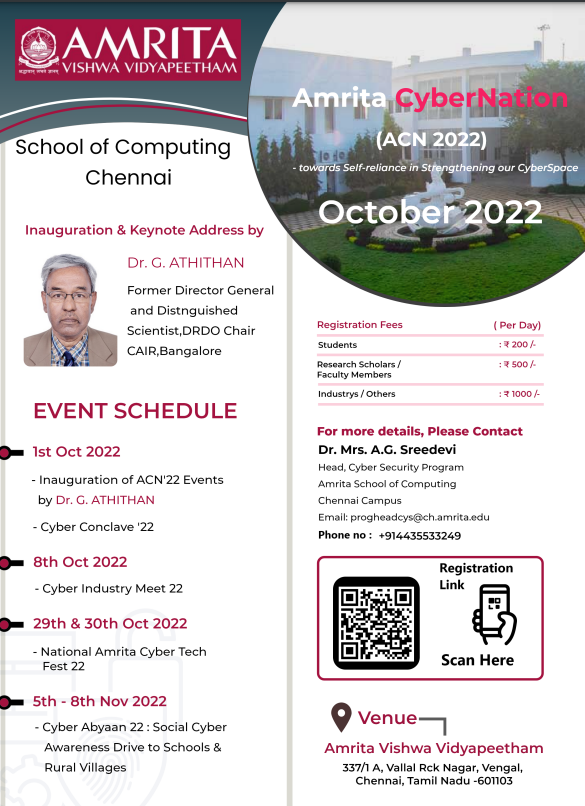 AMRITA
VISHWA VIDYAPEETHAM
School of Computing
Chennai
Amrita CyberNation
(ACN 2022)
- towards Self-reliance in Strengthening our CyberSpace
October 2022
Inauguration & Keynote Address by
Dr. G. ATHITHAN
Former Director General
and Distnguished
Scientist,DRDO Chair
CAIR,Bangalore
EVENT SCHEDULE
1st Oct 2022
- Inauguration of ACN'22 Events
by Dr. G. ATHITHAN
- Cyber Conclave '22
8th Oct 2022
- Cyber Industry Meet 22
29th & 30th Oct 2022
- National Amrita Cyber Tech
Fest 22
5th - 8th Nov 2022
- Cyber Abyaan 22 : Social Cyber
Awareness Drive to Schools &
Rural Villages
Registration Fees ( Per Day)
Students : ₹ 200 /-
Research Scholars / : ₹ 500 /-
Faculty Members
Industrys / Others : ₹ 1000 /-
For more details, Please Contact
Dr. Mrs. A.G. Sreedevi
Head, Cyber Security Program
Amrita School of Computing
Chennai Campus
Email: progheadcys@ch.amrita.edu
Phone no : +914435533249
Registration
Link
Scan Here
Venue
Amrita Vishwa Vidyapeetham
337/1 A, Vallal Rck Nagar, Vengal,
Chennai, Tamil Nadu -601103